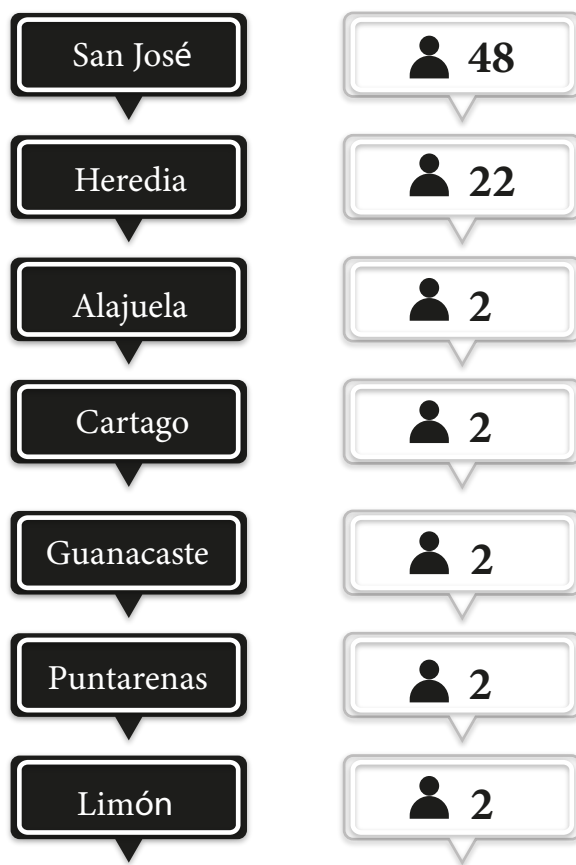 San José
48
Heredia
22
Alajuela
2
Cartago
2
Guanacaste
2
Puntarenas
2
Limón
2